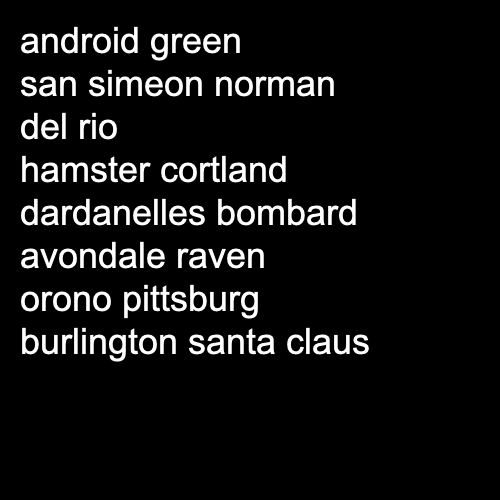 android green
san simeon norman
del rio
hamster cortland
dardanelles bombard
avondale raven
orono pittsburg
burlington santa claus